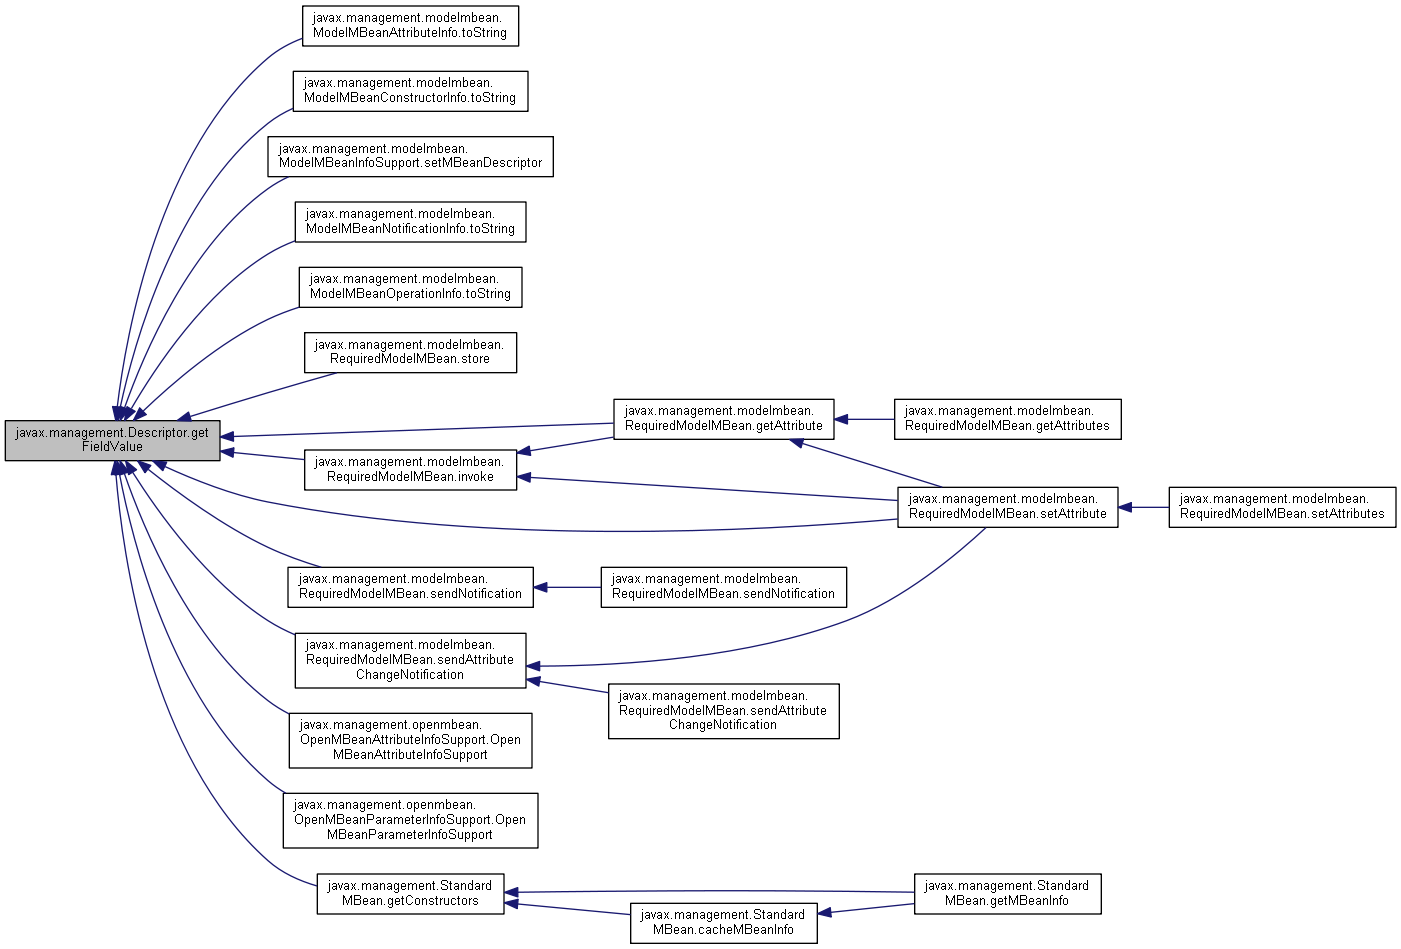 javax.management.modelmbean.
ModelMBeanAttributeInfo.toString
javax.management.modelmbean.
ModelMBeanConstructorInfo.toString
javax.management.modelmbean.
ModelMBeanInfoSupport.setMBeanDescriptor
javax.management.modelmbean.
ModelMBeanNotificationInfo.toString
javax.management.modelmbean.
ModelMBeanOperationInfo.toString
javax.management.modelmbean.
RequiredModelMBean.store
javax.management.Descriptor.get
FieldValue
javax.management.modelmbean.
RequiredModelMBean.getAttribute
javax.management.modelmbean.
RequiredModelMBean.getAttributes
javax.management.modelmbean.
RequiredModelMBean.invoke
javax.management.modelmbean.
RequiredModelMBean.setAttribute
javax.management.modelmbean.
RequiredModelMBean.setAttributes
javax.management.modelmbean.
RequiredModelMBean.sendNotification
javax.management.modelmbean.
RequiredModelMBean.sendNotification
javax.management.modelmbean.
RequiredModelMBean.sendAttribute
ChangeNotification
javax.management.modelmbean.
RequiredModelMBean.sendAttribute
ChangeNotification
javax.management.openmbean.
OpenMBeanAttributeInfoSupport.Open
MBeanAttributeInfoSupport
javax.management.openmbean.
OpenMBeanParameterInfoSupport.Open
MBeanParameterInfoSupport
javax.management.Standard
MBean.getConstructors
javax.management.Standard
MBean.cacheMBeanInfo
javax.management.Standard
MBean.getMBeanInfo